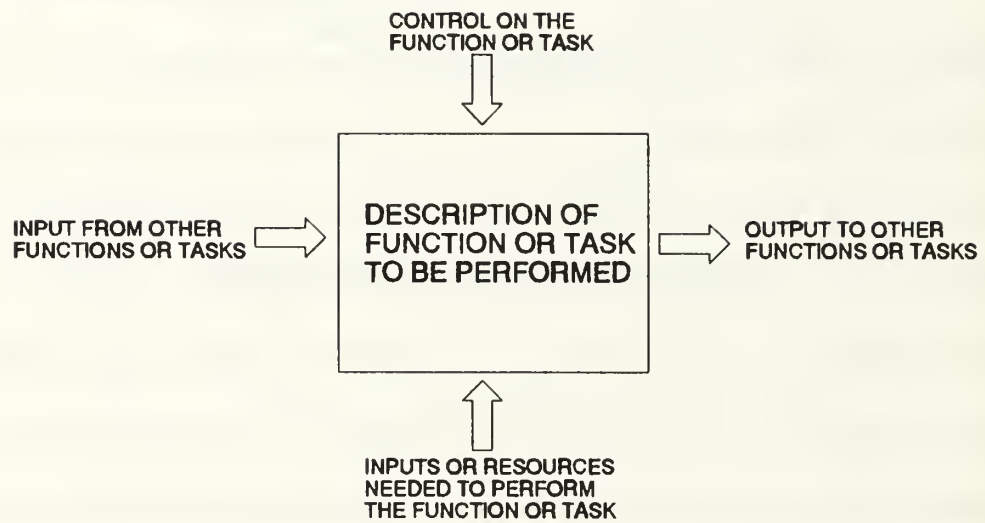 CONTROL ON THE
FUNCTION OR TASK
INPUT FROM OTHER
FUNCTIONS OR TASKS
DESCRIPTION OF
FUNCTION OR TASK
TO BE PERFORMED
OUTPUT TO OTHER
FUNCTIONS OR TASKS
INPUTS OR RESOURCES
NEEDED TO PERFORM
THE FUNCTION OR TASK